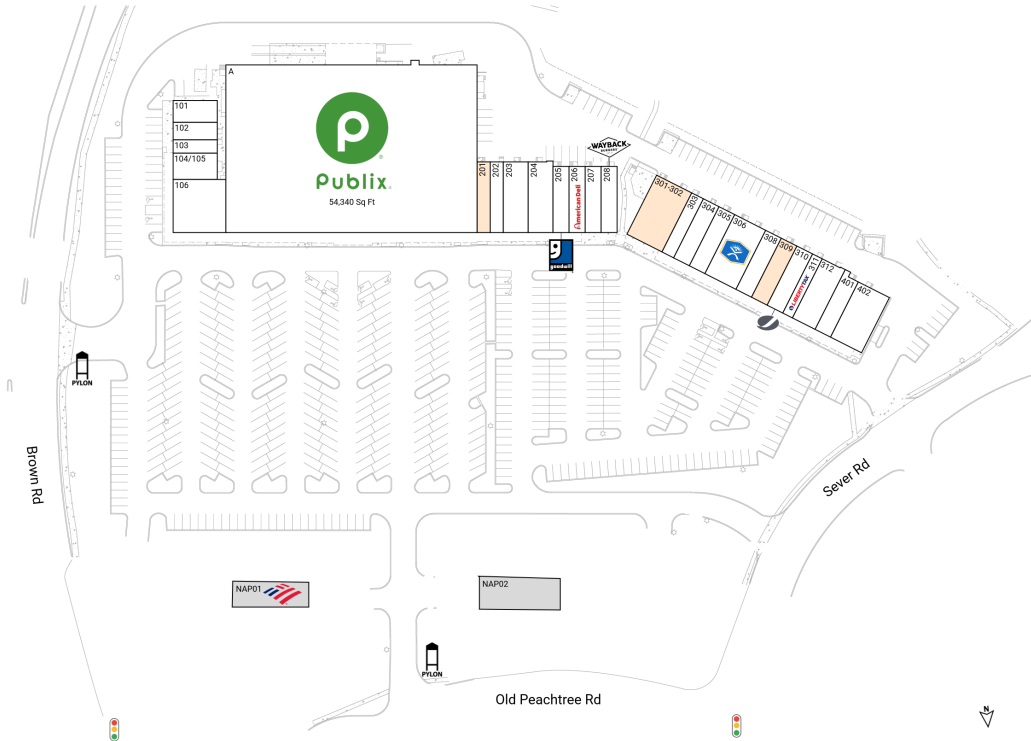 A
101
102
103
104/105
106
Publix
54,340 Sq Ft
201
202
203
204
205
206
AmericanDeli
207
208
WAYBACK
BURGERS
goodwill
301-302
303
304
305
306
308
309
310
LIBERTY TAX
311
312
401
402
PYLON
Brown Rd
Sever Rd
NAP01
NAP02
PYLON
Old Peachtree Rd
N